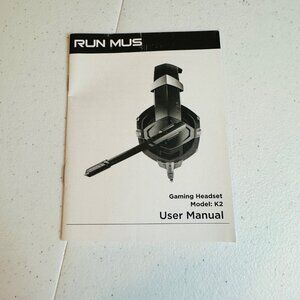 RUN MUS
Gaming Headset
Model: K2
User Manual